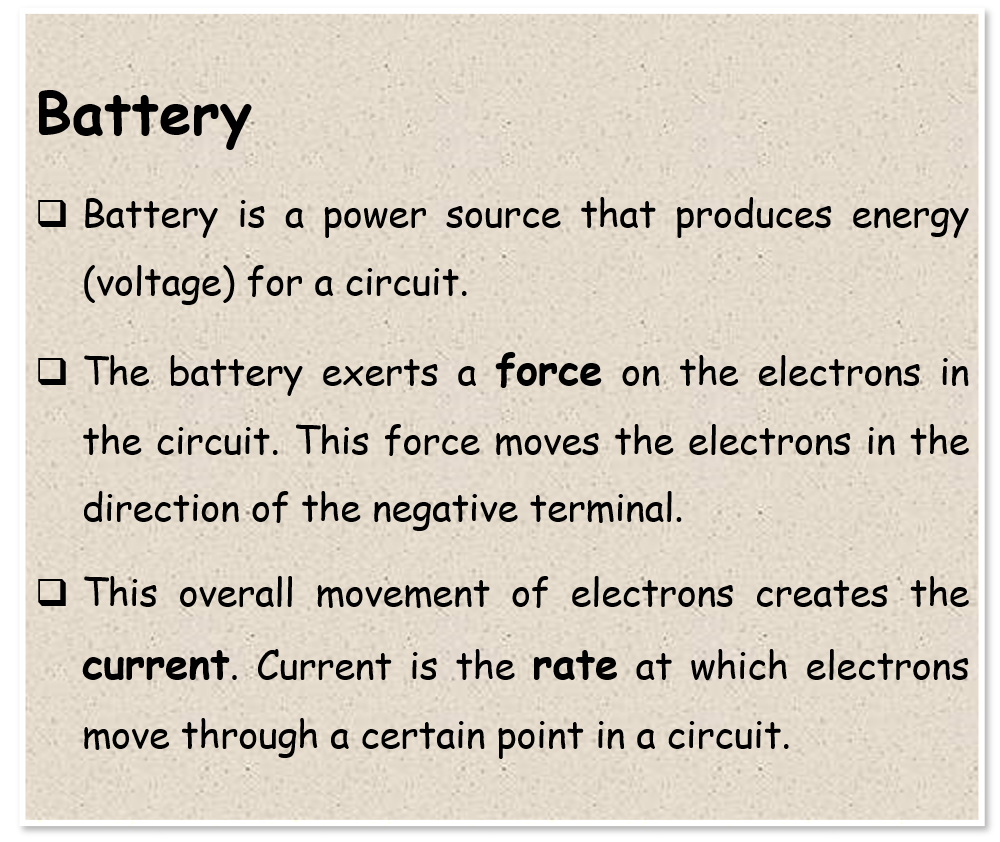 Battery
❑ Battery is a power source that produces energy
(voltage) for a circuit.
❑ The battery exerts a force on the electrons in
the circuit. This force moves the electrons in the
direction of the negative terminal.
❑ This overall movement of electrons creates the
current. Current is the rate at which electrons
move through a certain point in a circuit.